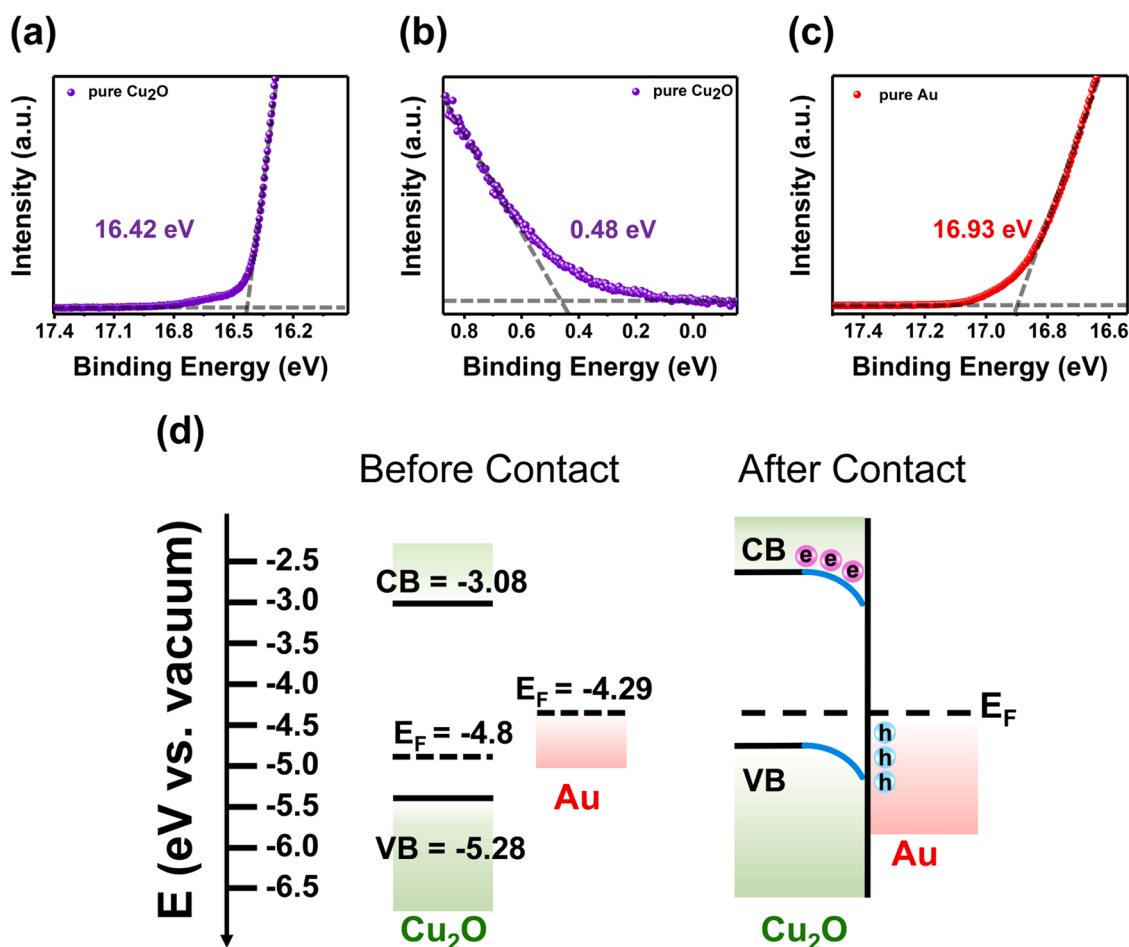 (a)
(b)
(c)
pure Cu₂O
pure Cu₂O
pure Au
Intensity (a.u.)
Intensity (a.u.)
Intensity (a.u.)
16.42 eV
0.48 eV
16.93 eV
17.4 17.1 16.8 16.5 16.2
0.8 0.6 0.4 0.2 0.0
17.4 17.2 17.0 16.8 16.6
Binding Energy (eV)
Binding Energy (eV)
Binding Energy (eV)
(d)
Before Contact
After Contact
E (eV vs. vacuum)
-2.5
-3.0
-3.5
-4.0
-4.5
-5.0
-5.5
-6.0
-6.5
CB = -3.08
E_F = -4.29
E_F = -4.8
Au
VB = -5.28
Cu₂O
CB
e e e
E_F
h
h
h
VB
Au
Cu₂O